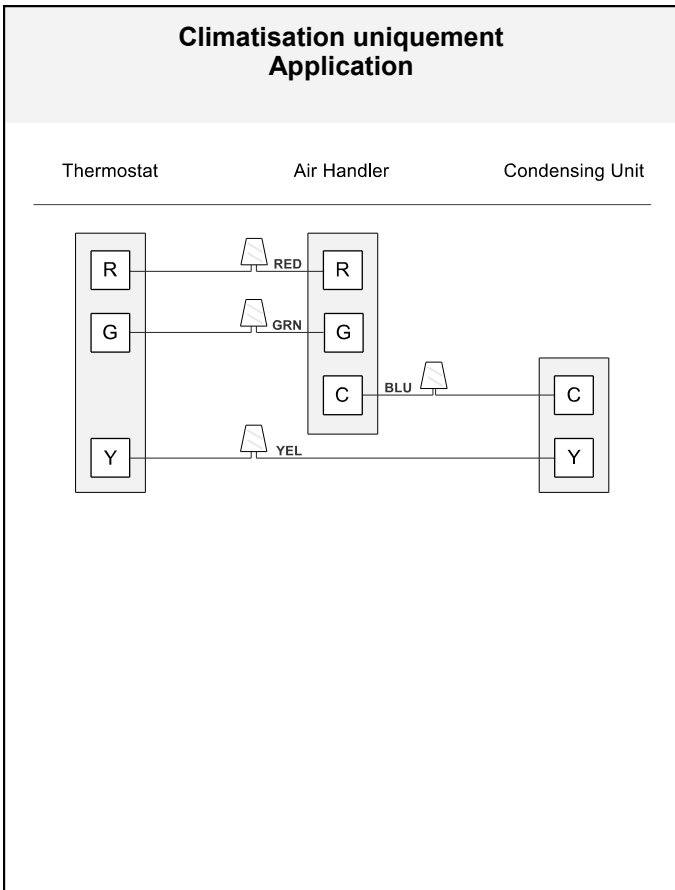 Climatisation uniquement
Application
Thermostat Air Handler Condensing Unit
R RED R
G GRN G
C BLU C
Y YEL Y